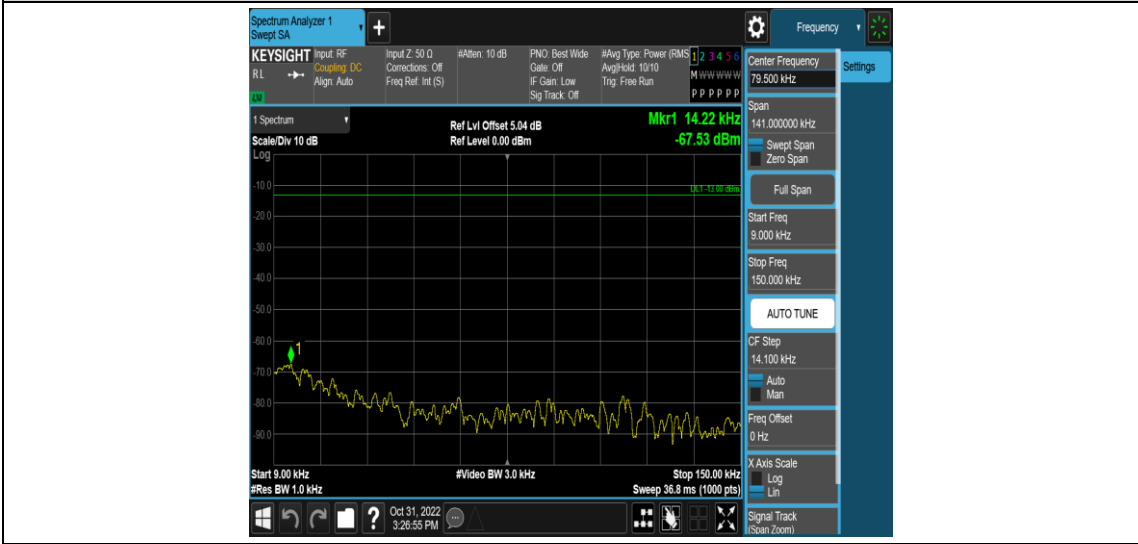 Spectrum Analyzer 1
Swept SA
+
Frequency
KEYSIGHT
RL
Input: RF
Coupling: DC
Align: Auto
Input Z: 50 Ω
Corrections: Off
Freq Ref: Int (S)
#Atten: 10 dB
PNO: Best Wide
Gate: Off
IF Gain: Low
Sig Track: Off
#Avg Type: Power (RMS
Avg|Hold: 10/10
Trig: Free Run
1 2 3 4 5 6
M W W W W W
P P P P P P
1 Spectrum
Scale/Div 10 dB
Log
Ref Lvl Offset 5.04 dB
Ref Level 0.00 dBm
Mkr1 14.22 kHz
-67.53 dBm
DL1 -13.00 dBm
-10.0
-20.0
-30.0
-40.0
-50.0
-60.0
-70.0
-80.0
-90.0
1
Start 9.00 kHz
#Video BW 3.0 kHz
Stop 150.00 kHz
#Res BW 1.0 kHz
Sweep 36.8 ms (1000 pts)
?
Oct 31, 2022
3:26:55 PM
Center Frequency
79.500 kHz
Settings
Span
141.000000 kHz
Swept Span
Zero Span
Full Span
Start Freq
9.000 kHz
Stop Freq
150.000 kHz
AUTO TUNE
CF Step
14.100 kHz
Auto
Man
Freq Offset
0 Hz
X Axis Scale
Log
Lin
Signal Track
(Span Zoom)